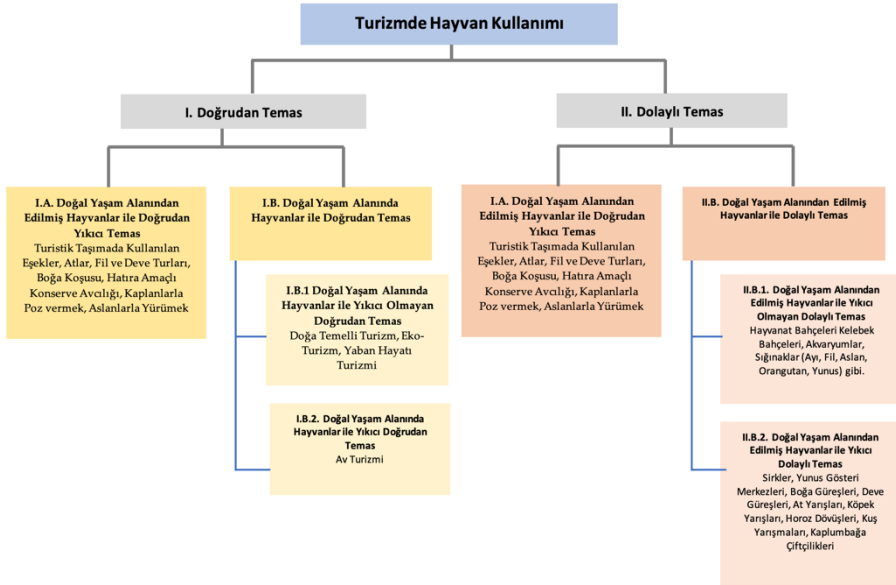 Turizmde Hayvan Kullanımı
I. Doğrudan Temas
II. Dolaylı Temas
I.A. Doğal Yaşam Alanından
Edilmiş Hayvanlar ile Doğrudan
Yıkıcı Temas
Turistik Taşımada Kullanılan
Eşekler, Atlar, Fil ve Deve Turları,
Boğa Koşusu, Hatıra Amaçlı
Konserve Avcılığı, Kaplanlarla
Poz vermek, Aslanlarla Yürümek
I.B. Doğal Yaşam Alanında
Hayvanlar ile Doğrudan Temas
I.B.1 Doğal Yaşam Alanında
Hayvanlar ile Yıkıcı Olmayan
Doğrudan Temas
Doğa Temelli Turizm, Eko-
Turizm, Yaban Hayatı
Turizmi
I.B.2. Doğal Yaşam Alanında
Hayvanlar ile Yıkıcı Doğrudan
Temas
Av Turizmi
I.A. Doğal Yaşam Alanından
Edilmiş Hayvanlar ile Doğrudan
Yıkıcı Temas
Turistik Taşımada Kullanılan
Eşekler, Atlar, Fil ve Deve Turları,
Boğa Koşusu, Hatıra Amaçlı
Konserve Avcılığı, Kaplanlarla
Poz vermek, Aslanlarla Yürümek
II.B. Doğal Yaşam Alanından Edilmiş
Hayvanlar ile Dolaylı Temas
II.B.1. Doğal Yaşam Alanından
Edilmiş Hayvanlar ile Yıkıcı
Olmayan Dolaylı Temas
Hayvanat Bahçeleri Kelebek
Bahçeleri, Akvaryumlar,
Sığınaklar (Ayı, Fil, Aslan,
Orangutan, Yunus) gibi.
II.B.2. Doğal Yaşam Alanından
Edilmiş Hayvanlar ile Yıkıcı
Dolaylı Temas
Sirkler, Yunus Gösteri
Merkezleri, Boğa Güreşleri, Deve
Güreşleri, At Yarışları, Köpek
Yarışları, Horoz Dövüşleri, Kuş
Yarışmaları, Kaplumbağa
Çiftçilikleri